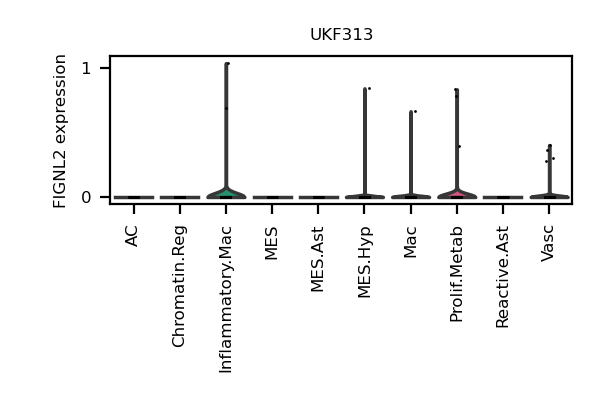 UKF313
FIGNL2 expression
1
0
AC
Chromatin.Reg
Inflammatory.Mac
MES
MES.Ast
MES.Hyp
Mac
Prolif.Metab
Reactive.Ast
Vasc